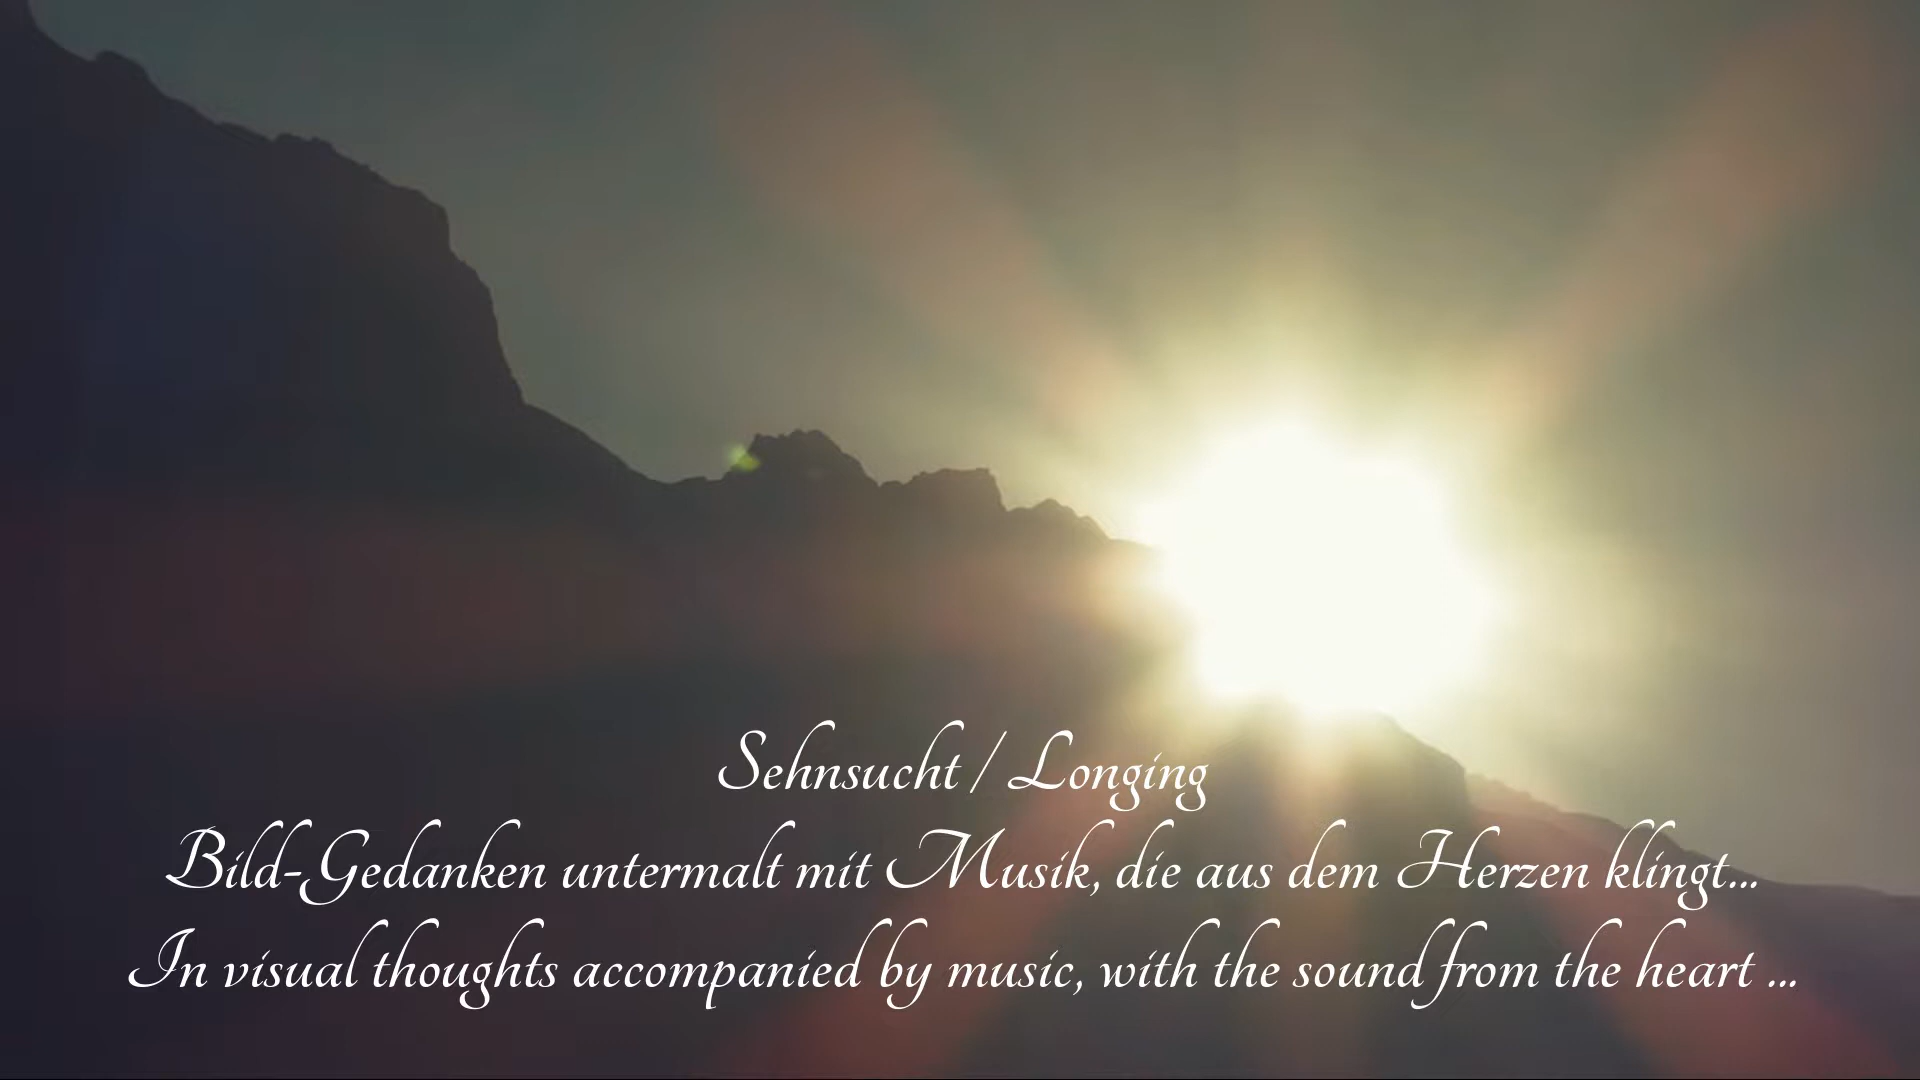 Sehnsucht / Longing
Bild-Gedanken untermalt mit Musik, die aus dem Herzen klingt...
In visual thoughts accompanied by music, with the sound from the heart ...